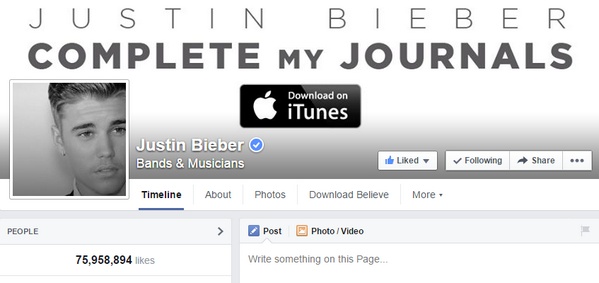 JUSTIN BIEBER
COMPLETE MY JOURNALS
Download on
iTunes
Justin Bieber
Bands & Musicians
Liked
Following
Share
Timeline
About
Photos
Download Believe
More
PEOPLE
75,958,894 likes
Post
Photo / Video
Write something on this Page...